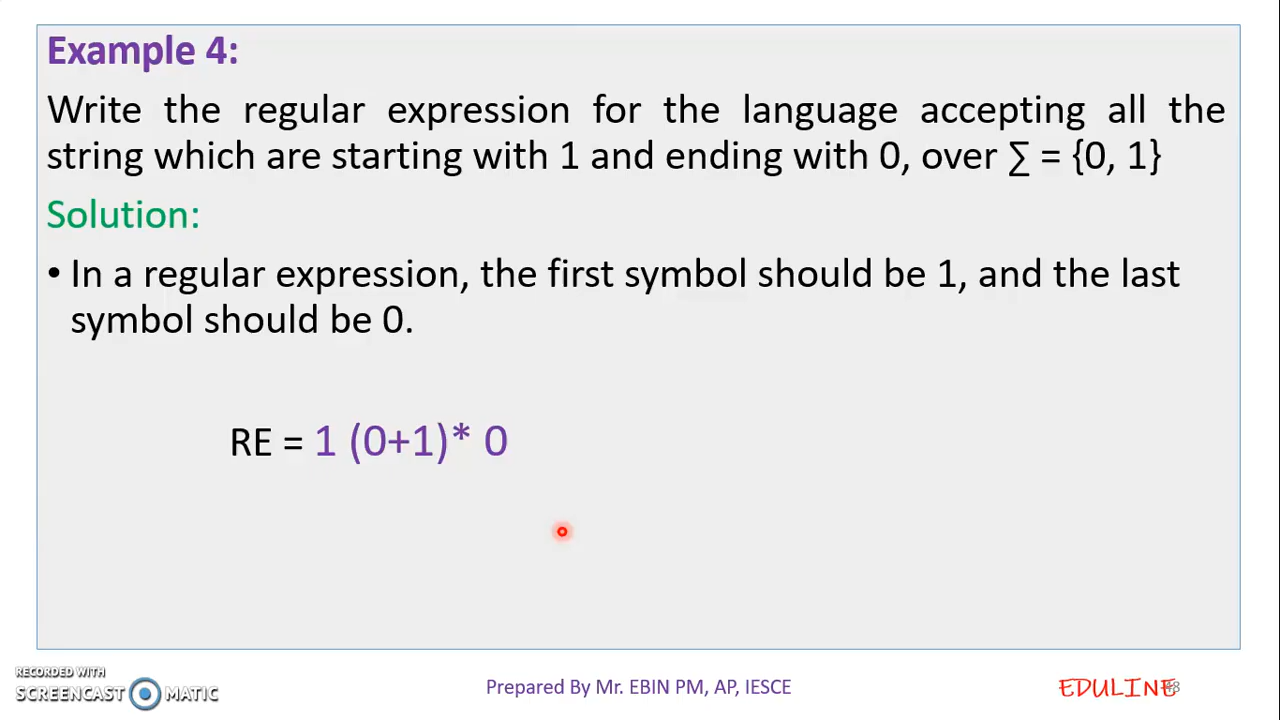 Example 4:
Write the regular expression for the language accepting all the
string which are starting with 1 and ending with 0, over ∑ = {0, 1}
Solution:
• In a regular expression, the first symbol should be 1, and the last
symbol should be 0.
RE = 1 (0+1)* 0
RECORDED WITH
SCREENCAST MATIC
Prepared By Mr. EBIN PM, AP, IESCE
EDULINE
48